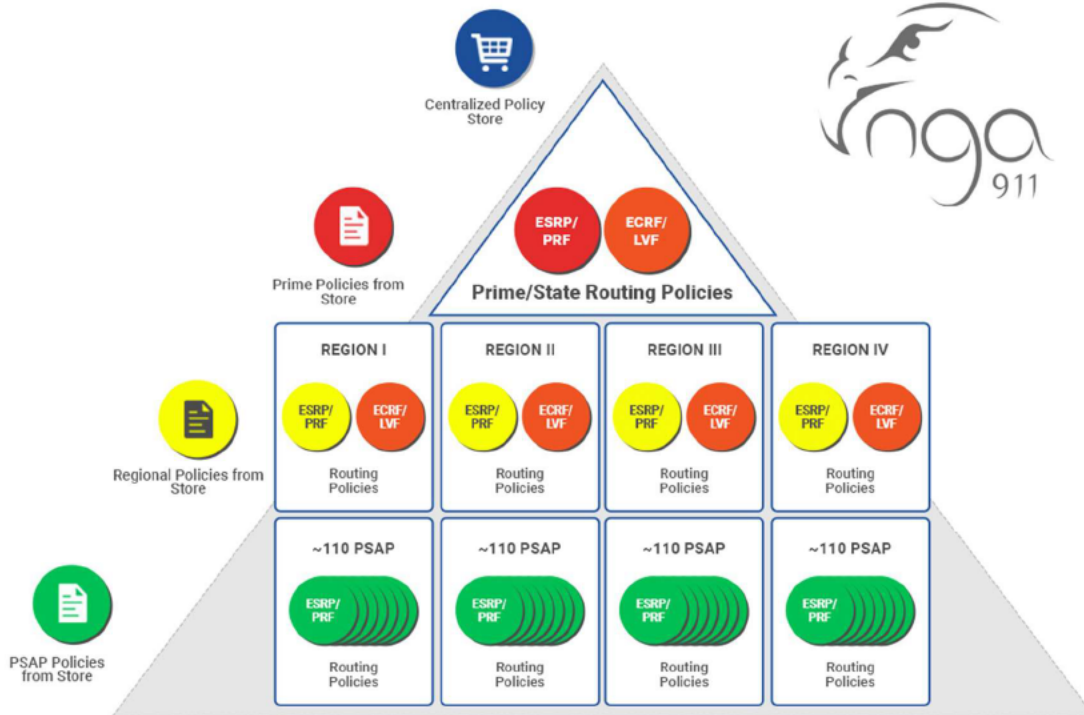 Centralized Policy
Store
nga
911
ESRP/
PRF
ECRF/
LVF
Prime/State Routing Policies
Prime Policies from
Store
REGION I
REGION II
REGION III
REGION IV
ESRP/
PRF
ECRF/
LVF
ESRP/
PRF
ECRF/
LVF
ESRP/
PRF
ECRF/
LVF
ESRP/
PRF
ECRF/
LVF
Regional Policies from
Store
Routing
Policies
Routing
Policies
Routing
Policies
Routing
Policies
~110 PSAP
~110 PSAP
~110 PSAP
~110 PSAP
ESRP/
PRF
ESRP/
PRF
ESRP/
PRF
ESRP/
PRF
PSAP Policies
from Store
Routing
Policies
Routing
Policies
Routing
Policies
Routing
Policies